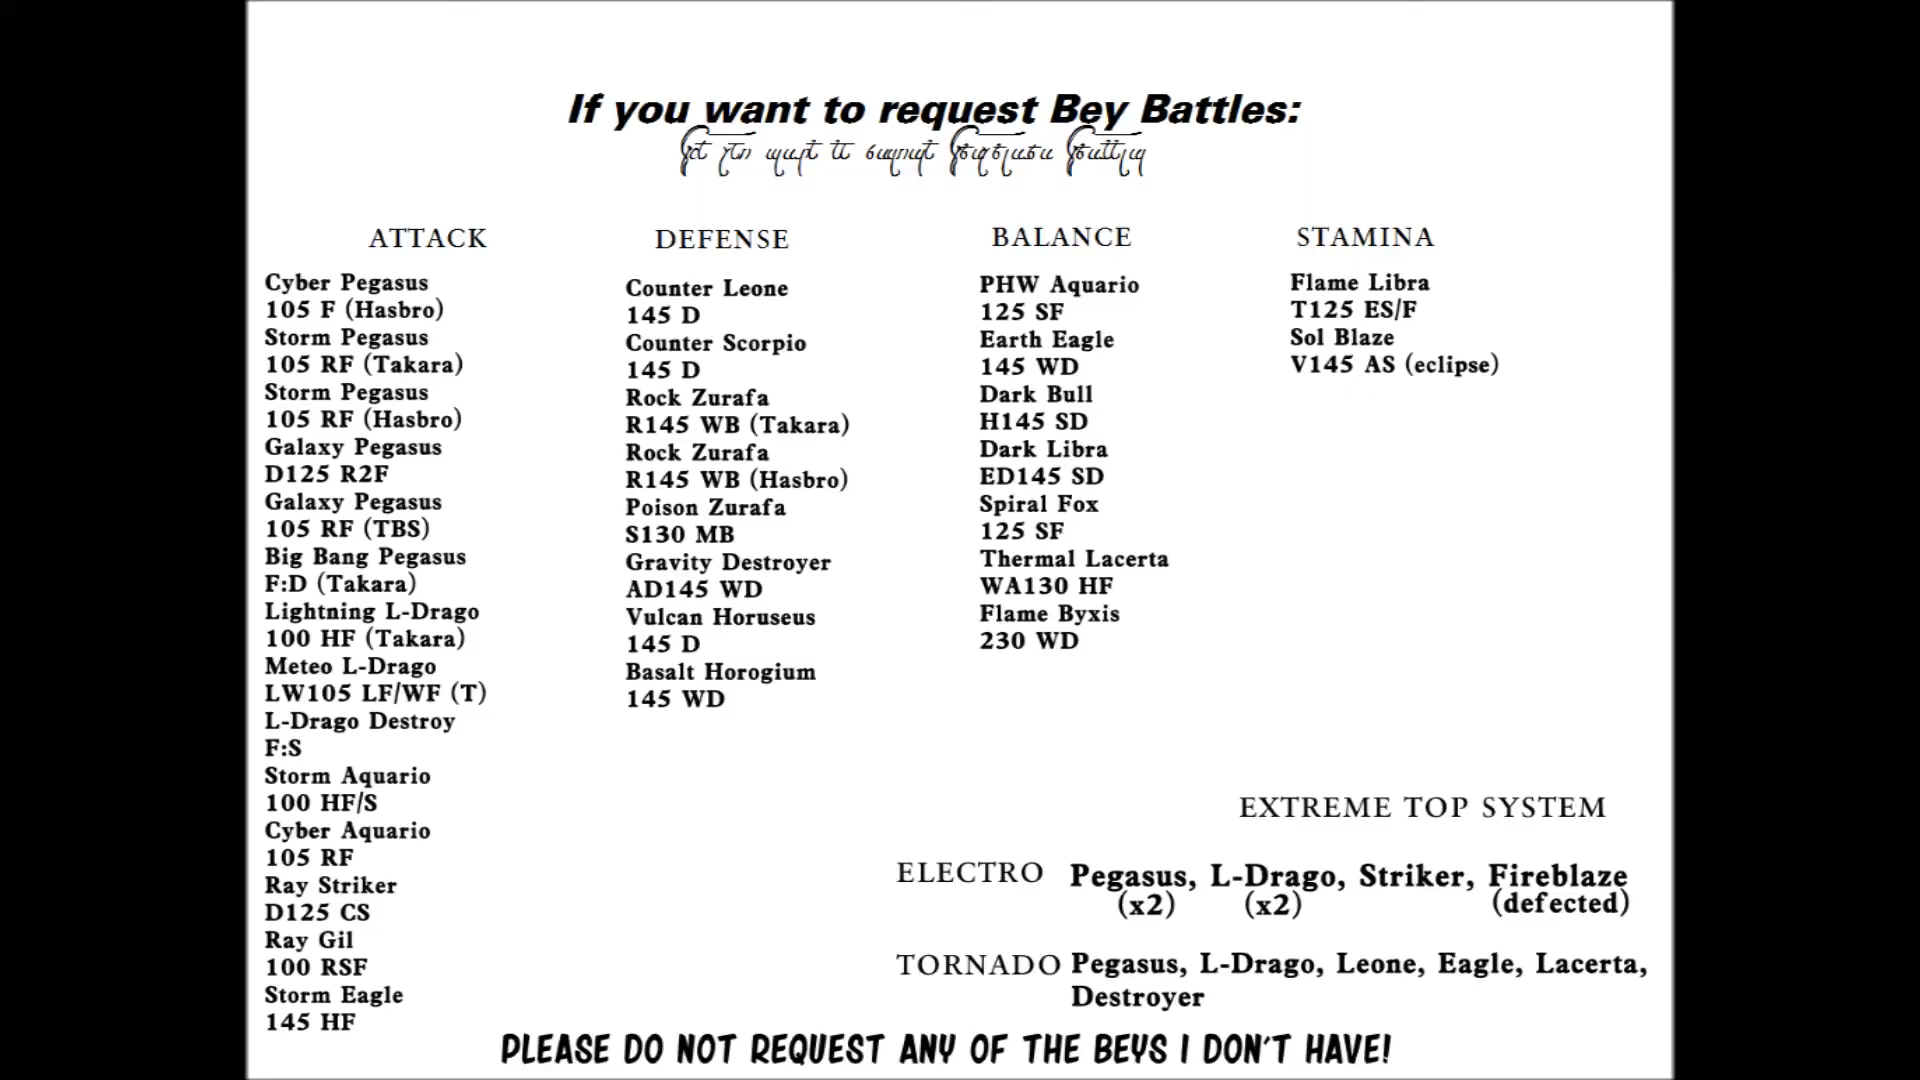 If you want to request Bey Battles:
ATTACK
Cyber Pegasus
105 F (Hasbro)
Storm Pegasus
105 RF (Takara)
Storm Pegasus
105 RF (Hasbro)
Galaxy Pegasus
D125 R2F
Galaxy Pegasus
105 RF (TBS)
Big Bang Pegasus
F:D (Takara)
Lightning L-Drago
100 HF (Takara)
Meteo L-Drago
LW105 LF/WF (T)
L-Drago Destroy
F:S
Storm Aquario
100 HF/S
Cyber Aquario
105 RF
Ray Striker
D125 CS
Ray Gil
100 RSF
Storm Eagle
145 HF
DEFENSE
Counter Leone
145 D
Counter Scorpio
145 D
Rock Zurafa
R145 WB (Takara)
Rock Zurafa
R145 WB (Hasbro)
Poison Zurafa
S130 MB
Gravity Destroyer
AD145 WD
Vulcan Horuseus
145 D
Basalt Horogium
145 WD
BALANCE
PHW Aquario
125 SF
Earth Eagle
145 WD
Dark Bull
H145 SD
Dark Libra
ED145 SD
Spiral Fox
125 SF
Thermal Lacerta
WA130 HF
Flame Byxis
230 WD
STAMINA
Flame Libra
T125 ES/F
Sol Blaze
V145 AS (eclipse)
EXTREME TOP SYSTEM
ELECTRO Pegasus, L-Drago, Striker, Fireblaze
(x2) (x2) (defected)
TORNADO Pegasus, L-Drago, Leone, Eagle, Lacerta,
Destroyer
PLEASE DO NOT REQUEST ANY OF THE BEYS I DON'T HAVE!